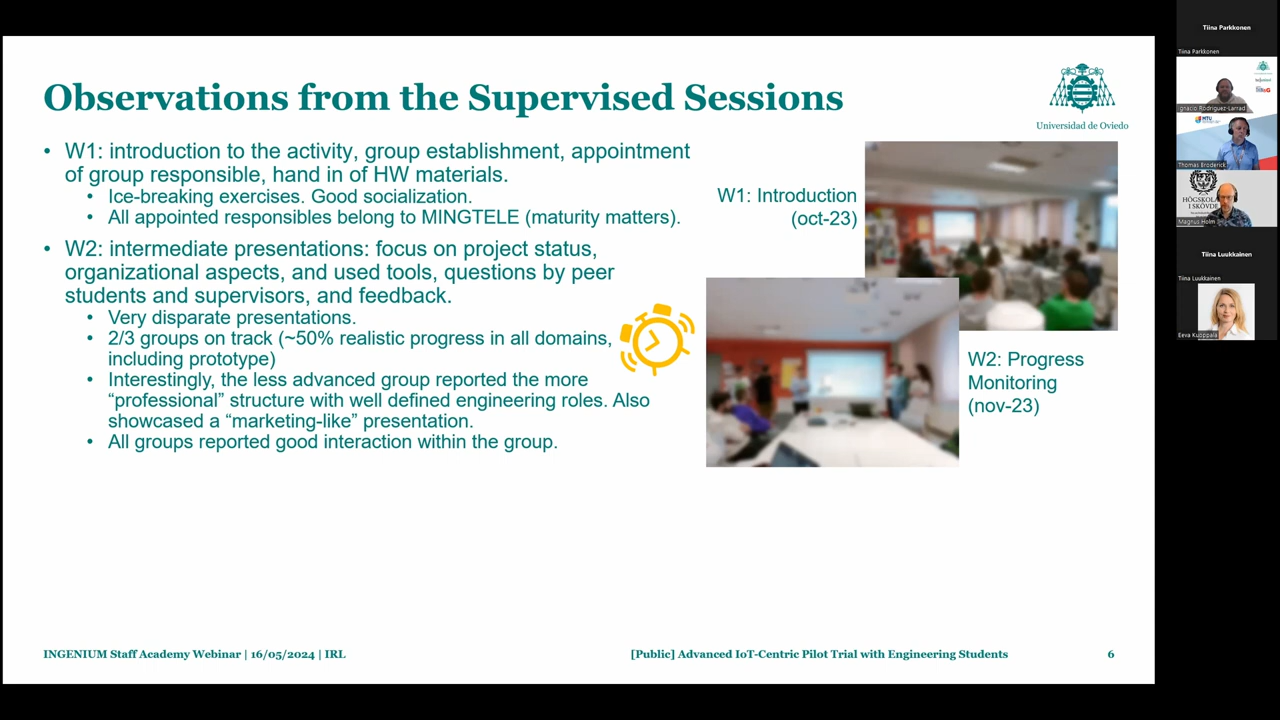 Observations from the Supervised Sessions
Universidad de Oviedo
• W1: introduction to the activity, group establishment, appointment
of group responsible, hand in of HW materials.
• Ice-breaking exercises. Good socialization.
• All appointed responsibles belong to MINGTELE (maturity matters).
• W2: intermediate presentations: focus on project status,
organizational aspects, and used tools, questions by peer
students and supervisors, and feedback.
• Very disparate presentations.
• 2/3 groups on track (~50% realistic progress in all domains,
including prototype)
• Interestingly, the less advanced group reported the more
“professional” structure with well defined engineering roles. Also
showcased a “marketing-like” presentation.
• All groups reported good interaction within the group.
W1: Introduction
(oct-23)
W2: Progress
Monitoring
(nov-23)
INGENIUM Staff Academy Webinar | 16/05/2024 | IRL
[Public] Advanced IoT-Centric Pilot Trial with Engineering Students
6
Tiina Parkkonen
Tiina Parkkonen
Ignacio Rodriguez-Larrad
MTU
Thomas Broderick
HÖGSKOLAN
I SKÖVDE
Magnus Holm
Tiina Luukkainen
Tiina Luukkainen
Eeva Kuoppala